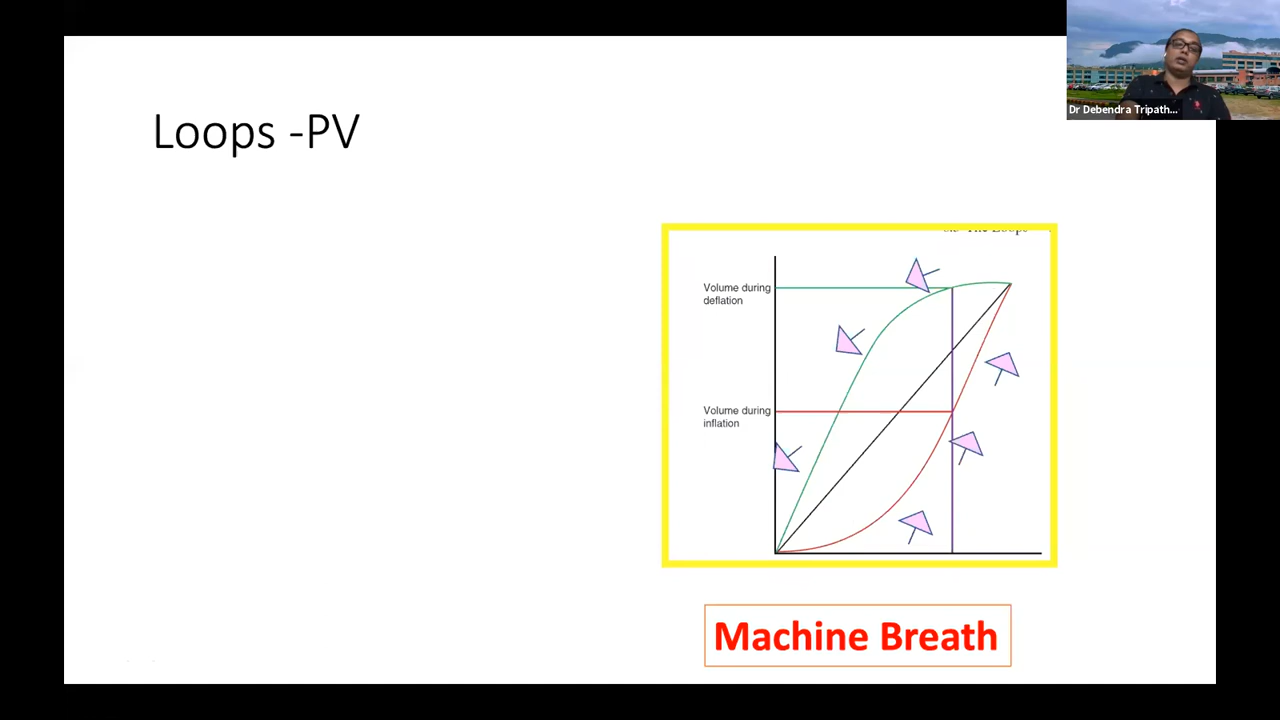 Dr Debendra Tripath...
Loops -PV
Volume during
deflation
Volume during
inflation
Machine Breath